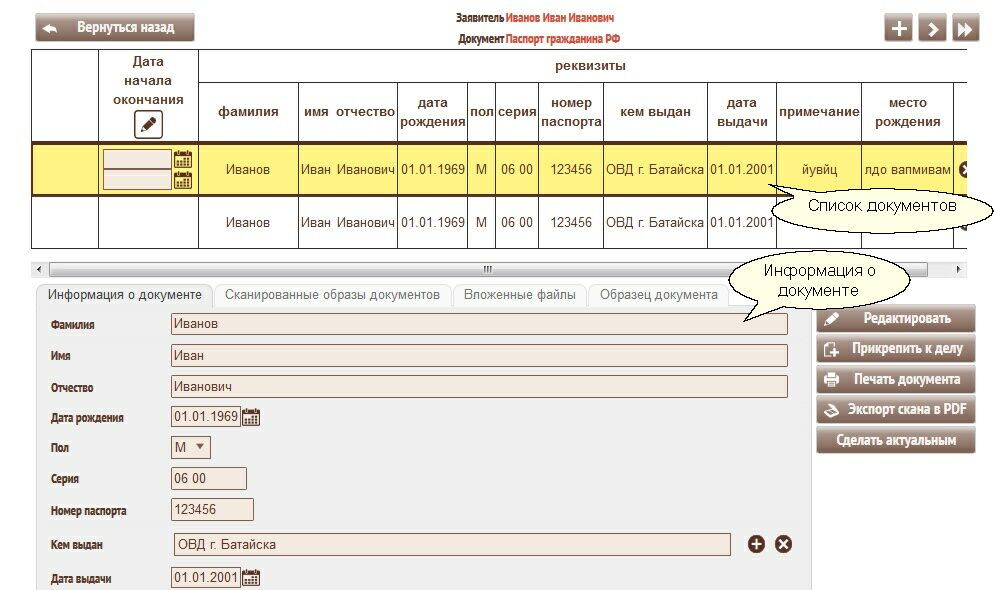 Вернуться назад
Заявитель Иванов Иван Иванович
Документ Паспорт гражданина РФ
Дата начала окончания
реквизиты
фамилия
имя отчество
дата рождения
пол
серия
номер паспорта
кем выдан
дата выдачи
примечание
место рождения
Иванов Иван Иванович 01.01.1969 М 06 00 123456 ОВД г. Батайска 01.01.2001 йувйц лдо вапмивам
Иванов Иван Иванович 01.01.1969 М 06 00 123456 ОВД г. Батайска 01.01.2001
Список документов
Информация о
документе
Информация о документе
Сканированные образы документов
Вложенные файлы
Образец документа
Фамилия Иванов
Имя Иван
Отчество Иванович
Дата рождения 01.01.1969
Пол М
Серия 06 00
Номер паспорта 123456
Кем выдан ОВД г. Батайска
Дата выдачи 01.01.2001
Редактировать
Прикрепить к делу
Печать документа
Экспорт скана в PDF
Сделать актуальным